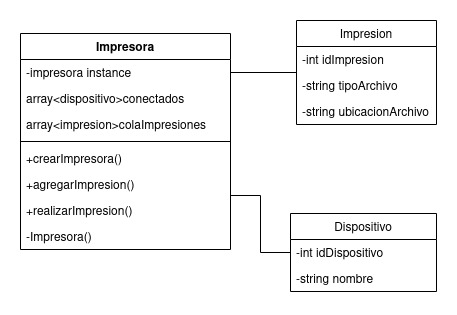 Impresora
-impresora instance
array<dispositivo>conectados
array<impresion>colaImpresiones
+crearImpresora()
+agregarImpresion()
+realizarImpresion()
-Impresora()
Impresion
-int idImpresion
-string tipoArchivo
-string ubicacionArchivo
Dispositivo
-int idDispositivo
-string nombre